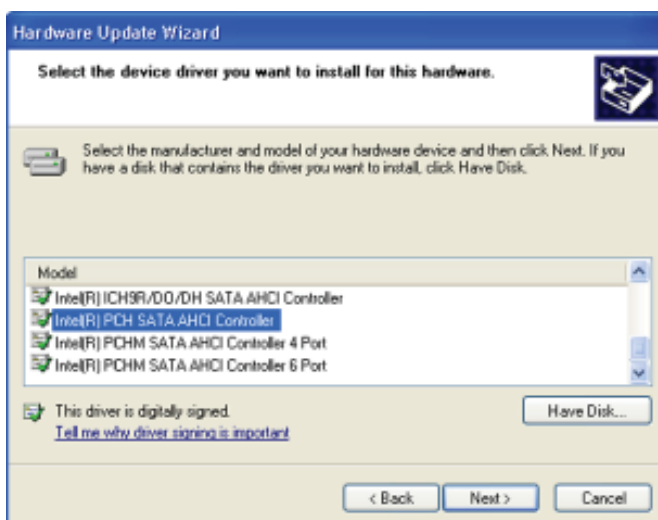 Hardware Update Wizard
Select the device driver you want to install for this hardware.
Select the manufacturer and model of your hardware device and then click Next. If you
have a disk that contains the driver you want to install, click Have Disk.
Model
Intel(R) ICH9R/DO/DH SATA AHCI Controller
Intel(R) PCH SATA AHCI Controller
Intel(R) PCHM SATA AHCI Controller 4 Port
Intel(R) PCHM SATA AHCI Controller 6 Port
This driver is digitally signed.
Tell me why driver signing is important
Have Disk...
< Back
Next >
Cancel